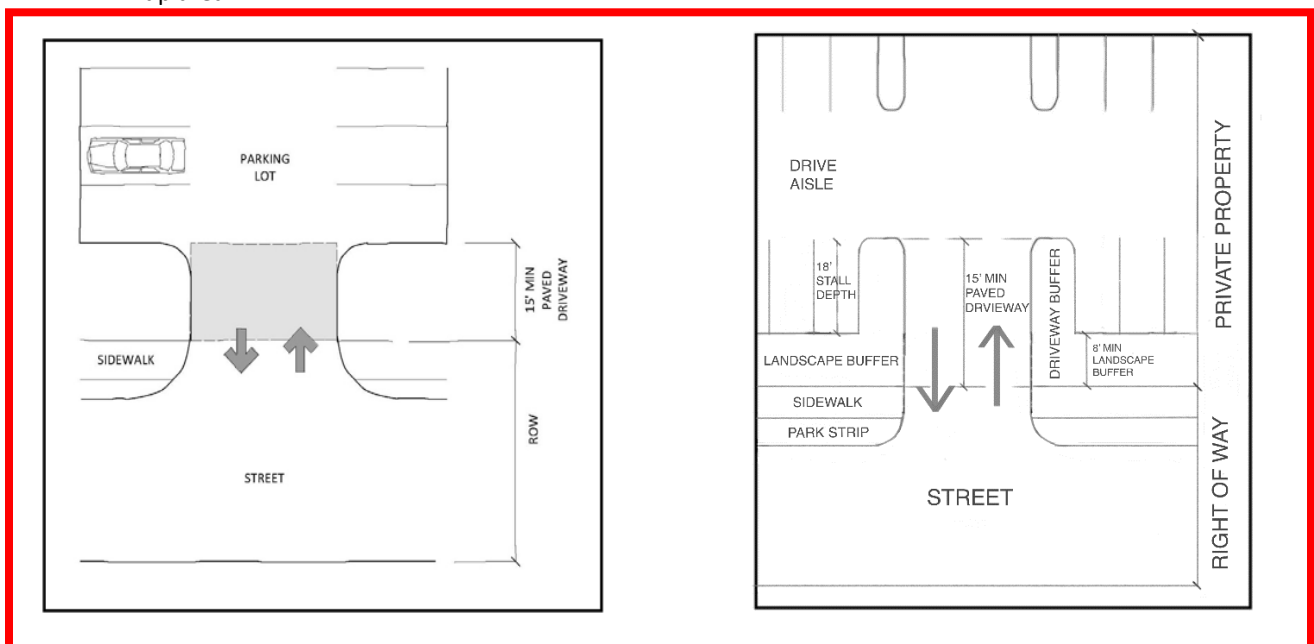 PARKING
LOT
15' MIN
PAVED
DRIVEWAY
SIDEWALK
ROW
STREET
DRIVE
AISLE
PRIVATE PROPERTY
18'
STALL
DEPTH
15' MIN
PAVED
DRVIEWAY
DRIVEWAY BUFFER
LANDSCAPE BUFFER
8' MIN
LANDSCAPE
BUFFER
SIDEWALK
PARK STRIP
STREET
RIGHT OF WAY